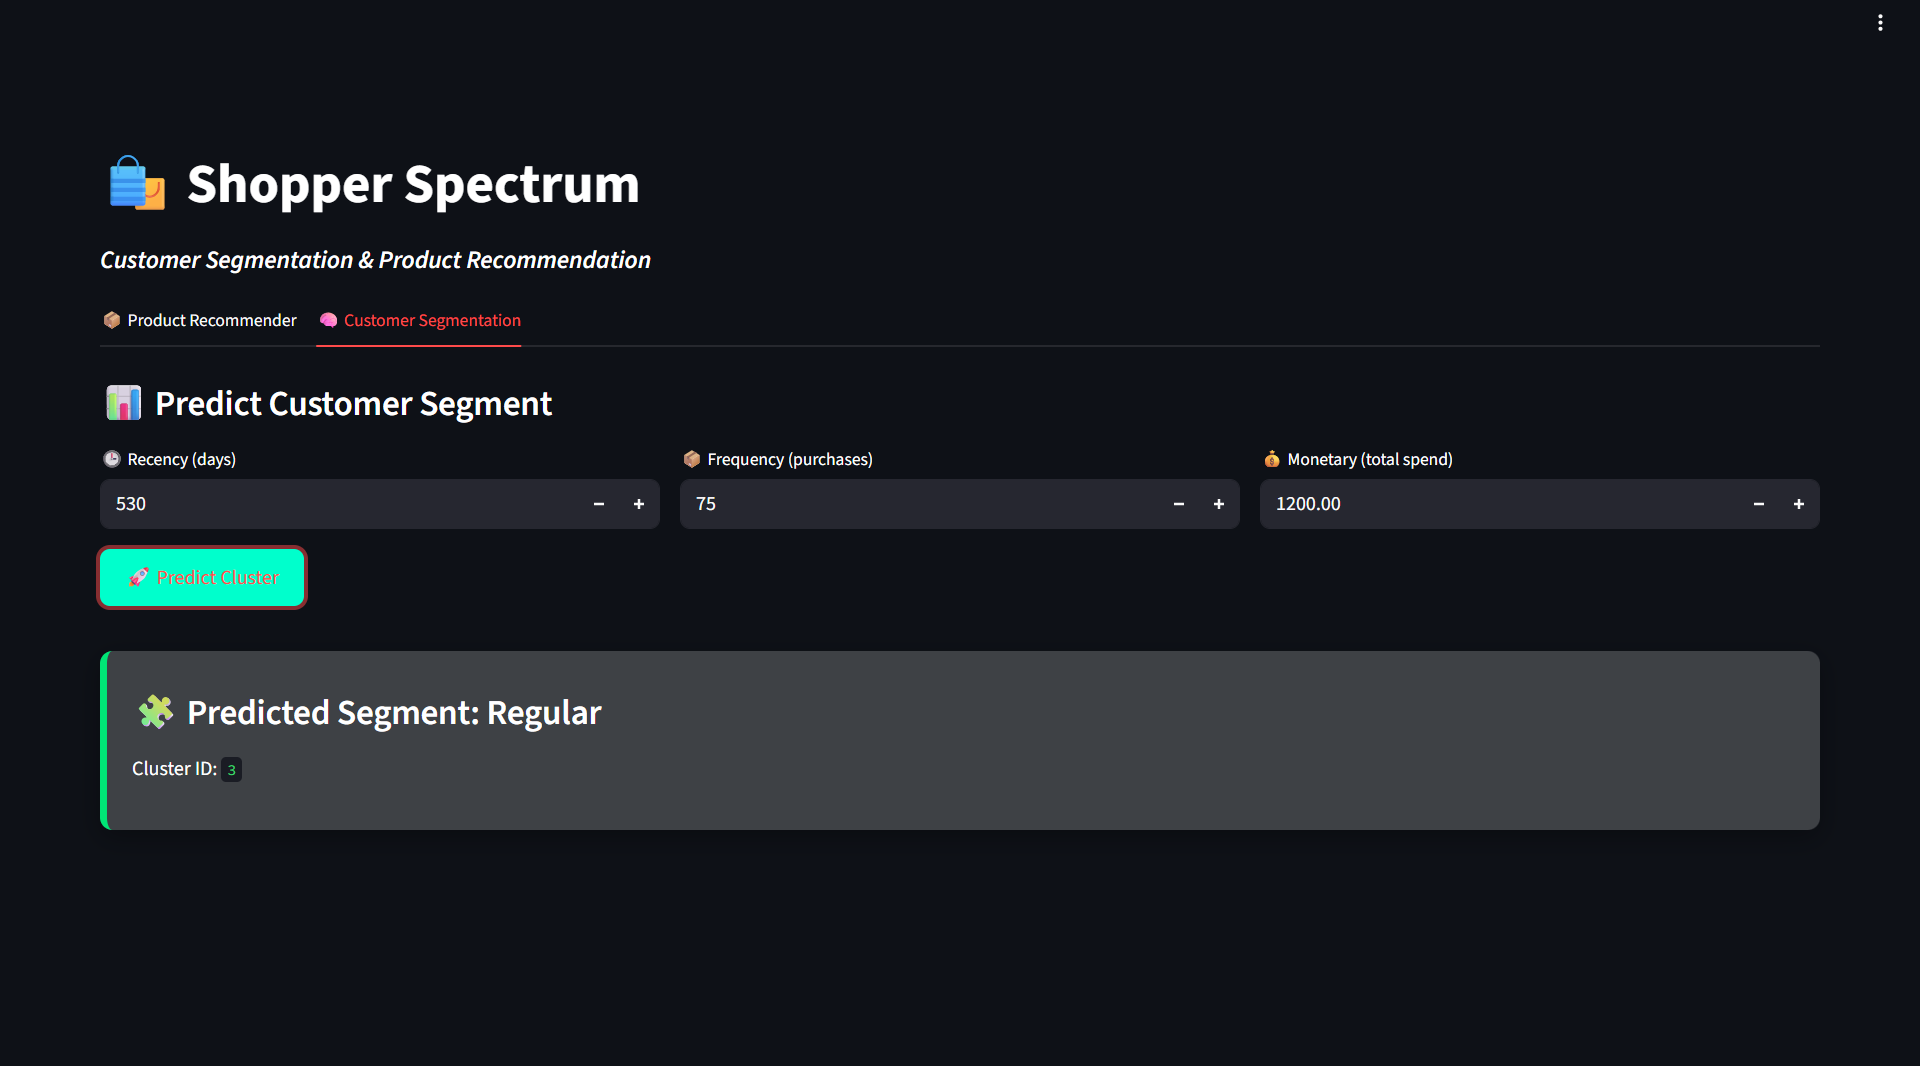 Shopper Spectrum
Customer Segmentation & Product Recommendation
Product Recommender Customer Segmentation
Predict Customer Segment
Recency (days) Frequency (purchases) Monetary (total spend)
530 75 1200.00
Predict Cluster
Predicted Segment: Regular
Cluster ID: 3